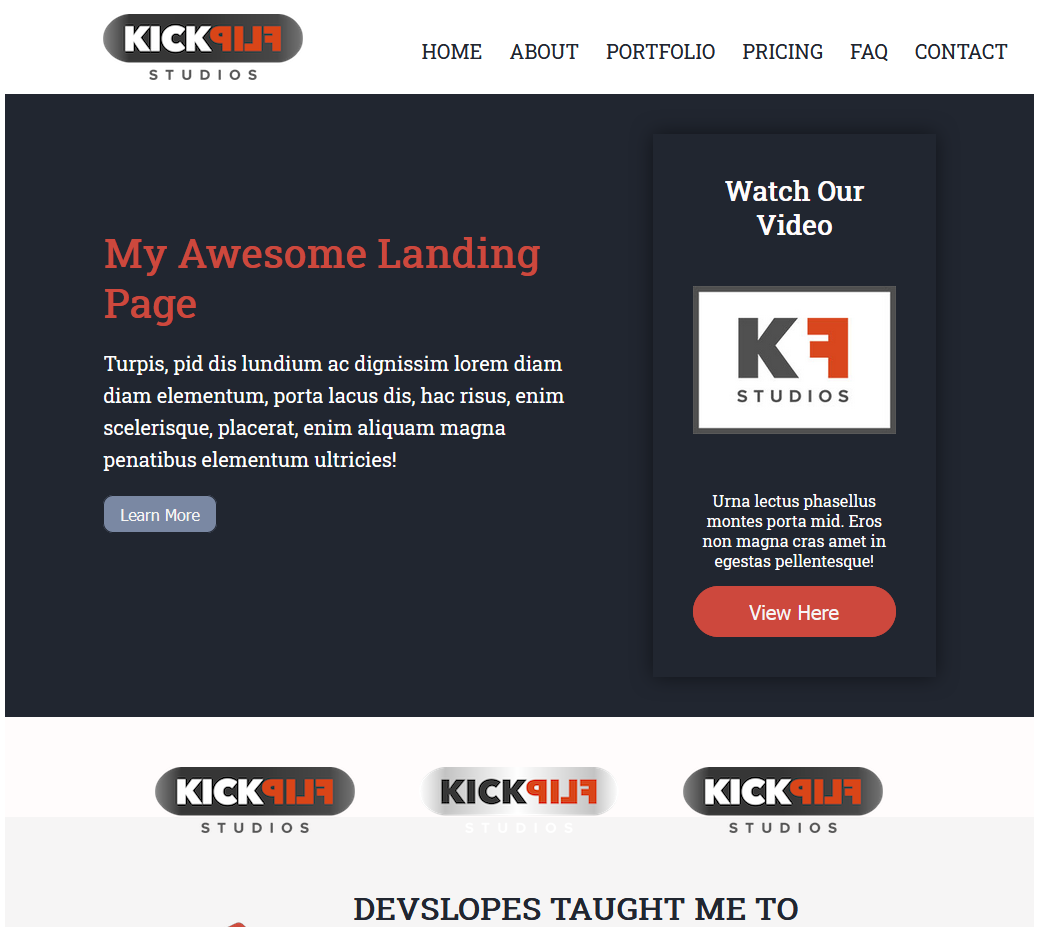 KICKFLIP
STUDIOS
HOME ABOUT PORTFOLIO PRICING FAQ CONTACT
My Awesome Landing
Page
Turpis, pid dis lundium ac dignissim lorem diam
diam elementum, porta lacus dis, hac risus, enim
scelerisque, placerat, enim aliquam magna
penatibus elementum ultricies!
Learn More
Watch Our
Video
KF
STUDIOS
Urna lectus phasellus
montes porta mid. Eros
non magna cras amet in
egestas pellentesque!
View Here
KICKFLIP KICKFLIP KICKFLIP
STUDIOS STUDIOS STUDIOS
DEVSLOPES TAUGHT ME TO